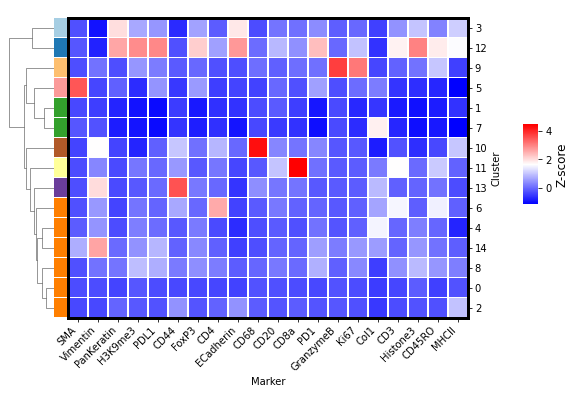 3
12
9
5
1
7
10
11
13
6
4
14
8
0
2
Cluster
4
2
0
Z-score
SMA
Vimentin
PanKeratin
H3K9me3
PDL1
CD44
FoxP3
CD4
ECadherin
CD68
CD20
CD8a
PD1
GranzymeB
Ki67
Col1
CD3
Histone3
CD45RO
MHCII
Marker